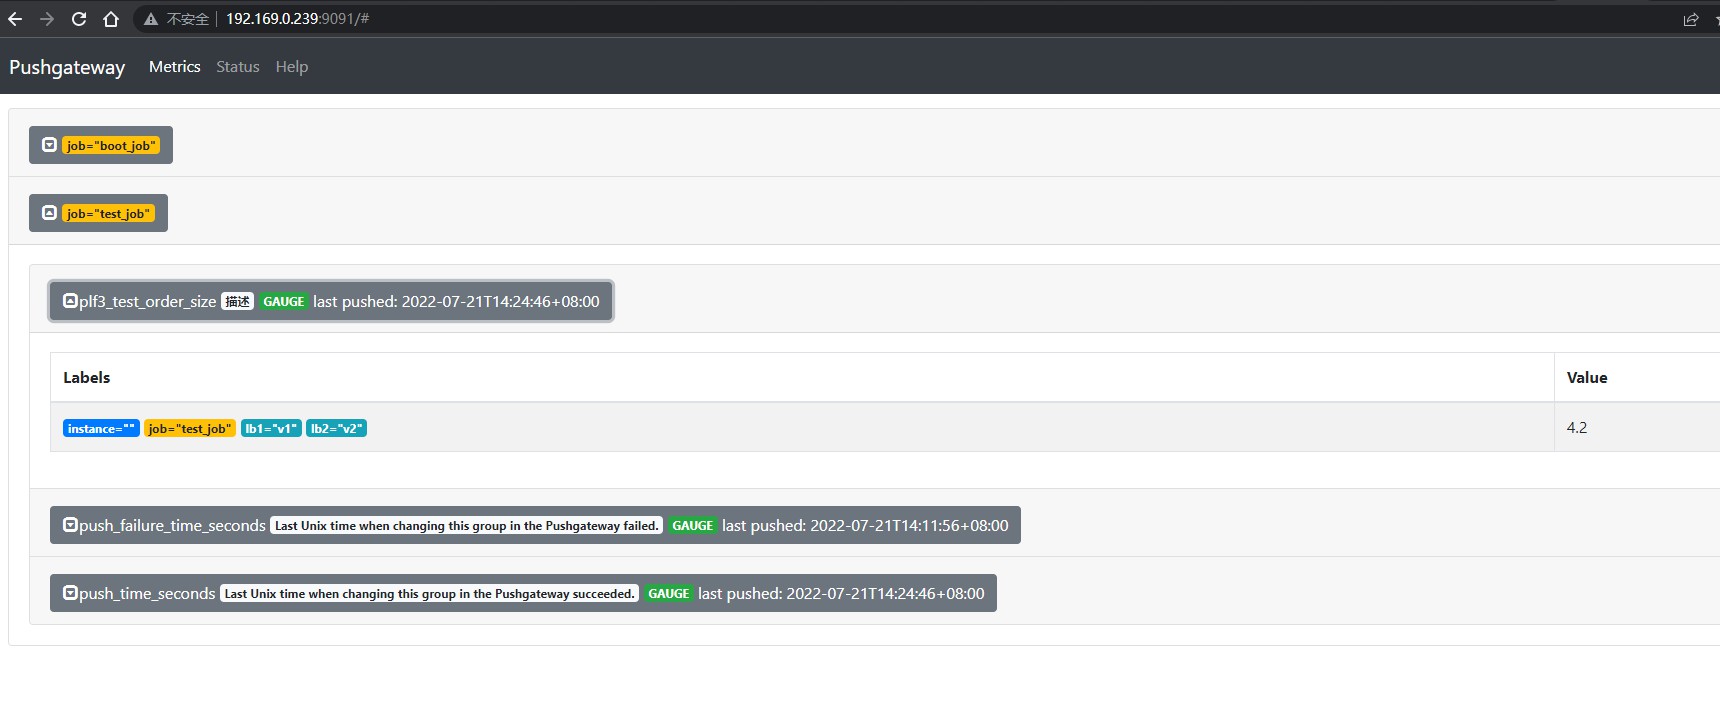 不安全 192.169.0.239:9091/#
Pushgateway Metrics Status Help
job="boot_job"
job="test_job"
plf3_test_order_size 描述 GAUGE last pushed: 2022-07-21T14:24:46+08:00
Labels Value
instance="" job="test_job" lb1="v1" lb2="v2" 4.2
push_failure_time_seconds Last Unix time when changing this group in the Pushgateway failed. GAUGE last pushed: 2022-07-21T14:11:56+08:00
push_time_seconds Last Unix time when changing this group in the Pushgateway succeeded. GAUGE last pushed: 2022-07-21T14:24:46+08:00